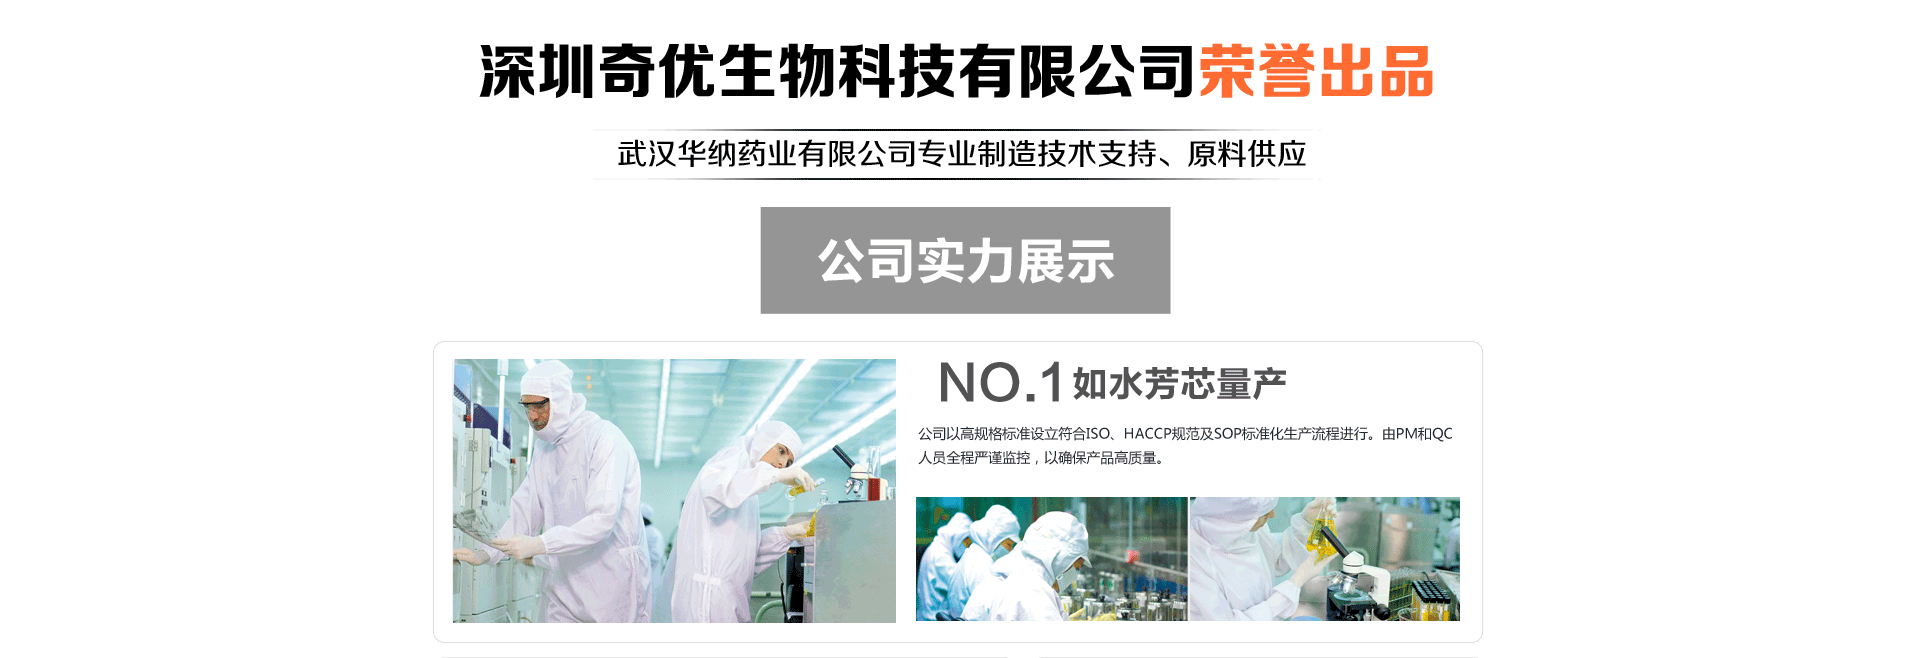 深圳奇优生物科技有限公司荣誉出品
武汉华纳药业有限公司专业制造技术支持、原料供应
公司实力展示
NO.1如水芳芯量产
公司以高规格标准设立符合ISO、HACCP规范及SOP标准化生产流程进行。由PM和QC
人员全程严谨监控，以确保产品高质量。